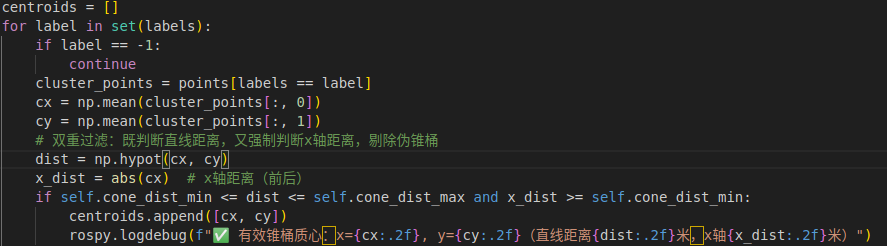 centroids = []
for label in set(labels):
    if label == -1:
        continue
    cluster_points = points[labels == label]
    cx = np.mean(cluster_points[:, 0])
    cy = np.mean(cluster_points[:, 1])
    # 双重过滤：既判断直线距离，又强制判断x轴距离，剔除伪锥桶
    dist = np.hypot(cx, cy)
    x_dist = abs(cx)  # x轴距离（前后）
    if self.cone_dist_min <= dist <= self.cone_dist_max and x_dist >= self.cone_dist_min:
        centroids.append([cx, cy])
        rospy.logdebug(f"✅ 有效锥桶质心：x={cx:.2f}, y={cy:.2f}（直线距离{dist:.2f}米，x轴{x_dist:.2f}米）")